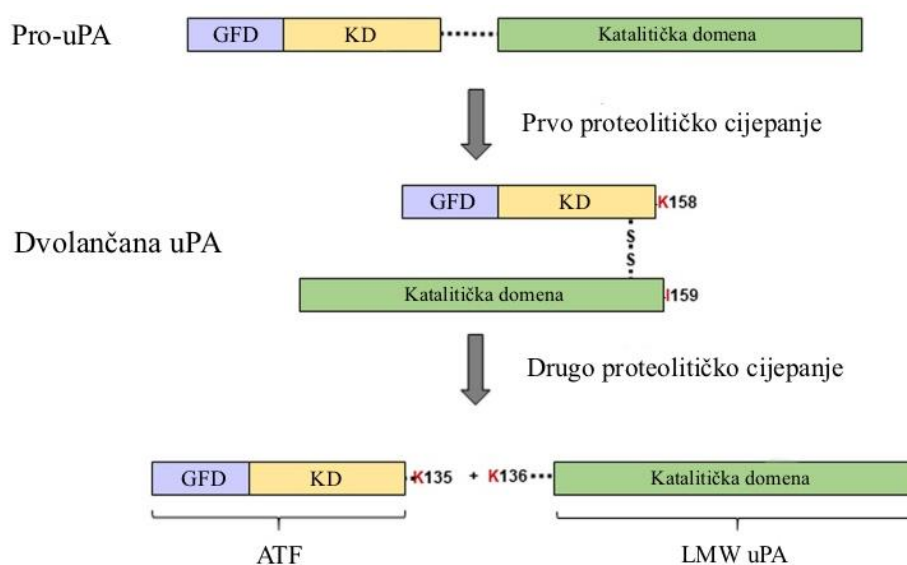 Pro-uPA
GFD
KD
Katalitička domena
Prvo proteolitičko cijepanje
GFD
KD
K158
S
S
Dvolančana uPA
Katalitička domena
I159
Drugo proteolitičko cijepanje
GFD
KD
K135 + K136
Katalitička domena
ATF
LMW uPA